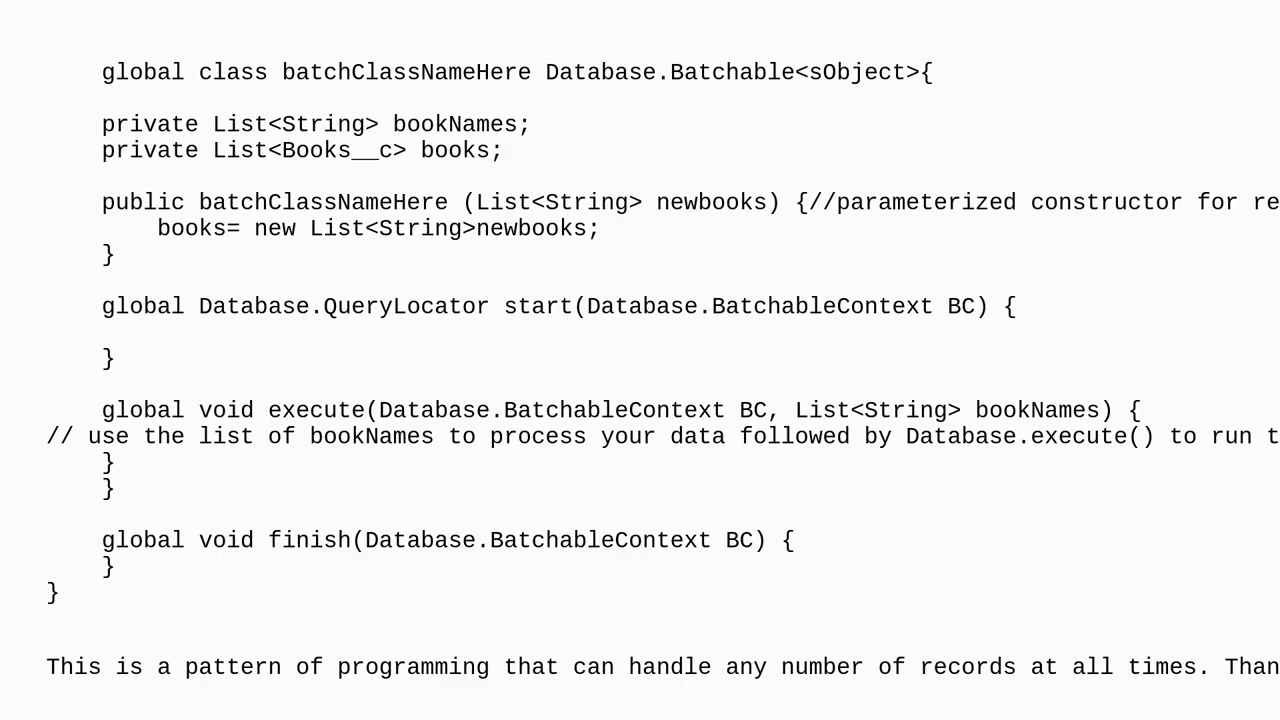 global class batchClassNameHere Database.Batchable<sObject>{
private List<String> bookNames;
private List<Books__c> books;
public batchClassNameHere (List<String> newbooks) {//parameterized constructor for re
books= new List<String>newbooks;
}
global Database.QueryLocator start(Database.BatchableContext BC) {
}
global void execute(Database.BatchableContext BC, List<String> bookNames) {
// use the list of bookNames to process your data followed by Database.execute() to run t
}
}
global void finish(Database.BatchableContext BC) {
}
}
This is a pattern of programming that can handle any number of records at all times. Than